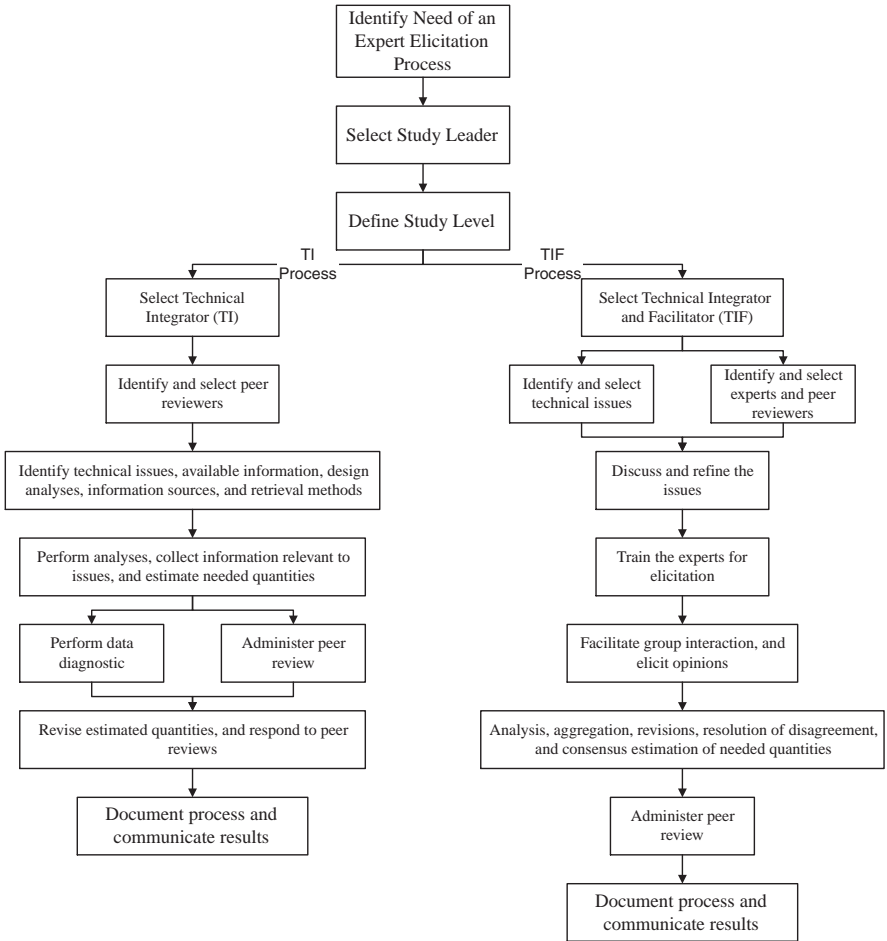 Identify Need of an
Expert Elicitation
Process
Select Study Leader
Define Study Level
TI
Process
TIF
Process
Select Technical
Integrator (TI)
Identify and select peer
reviewers
Identify technical issues, available information, design
analyses, information sources, and retrieval methods
Perform analyses, collect information relevant to
issues, and estimate needed quantities
Perform data
diagnostic
Administer peer
review
Revise estimated quantities, and respond to peer
reviews
Document process and
communicate results
Select Technical Integrator
and Facilitator (TIF)
Identify and select
technical issues
Identify and select
experts and peer
reviewers
Discuss and refine the
issues
Train the experts for
elicitation
Facilitate group interaction, and
elicit opinions
Analysis, aggregation, revisions, resolution of disagreement,
and consensus estimation of needed quantities
Administer peer
review
Document process and
communicate results